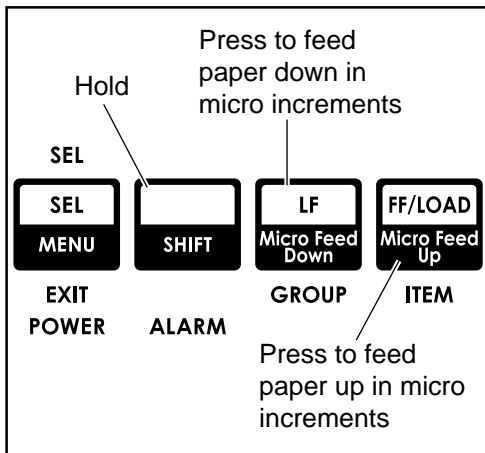 Press to feed
paper down in
micro increments
Hold
SEL
SEL
MENU
SHIFT
LF
Micro Feed
Down
FF/LOAD
Micro Feed
Up
EXIT
POWER
ALARM
GROUP
ITEM
Press to feed
paper up in micro
increments